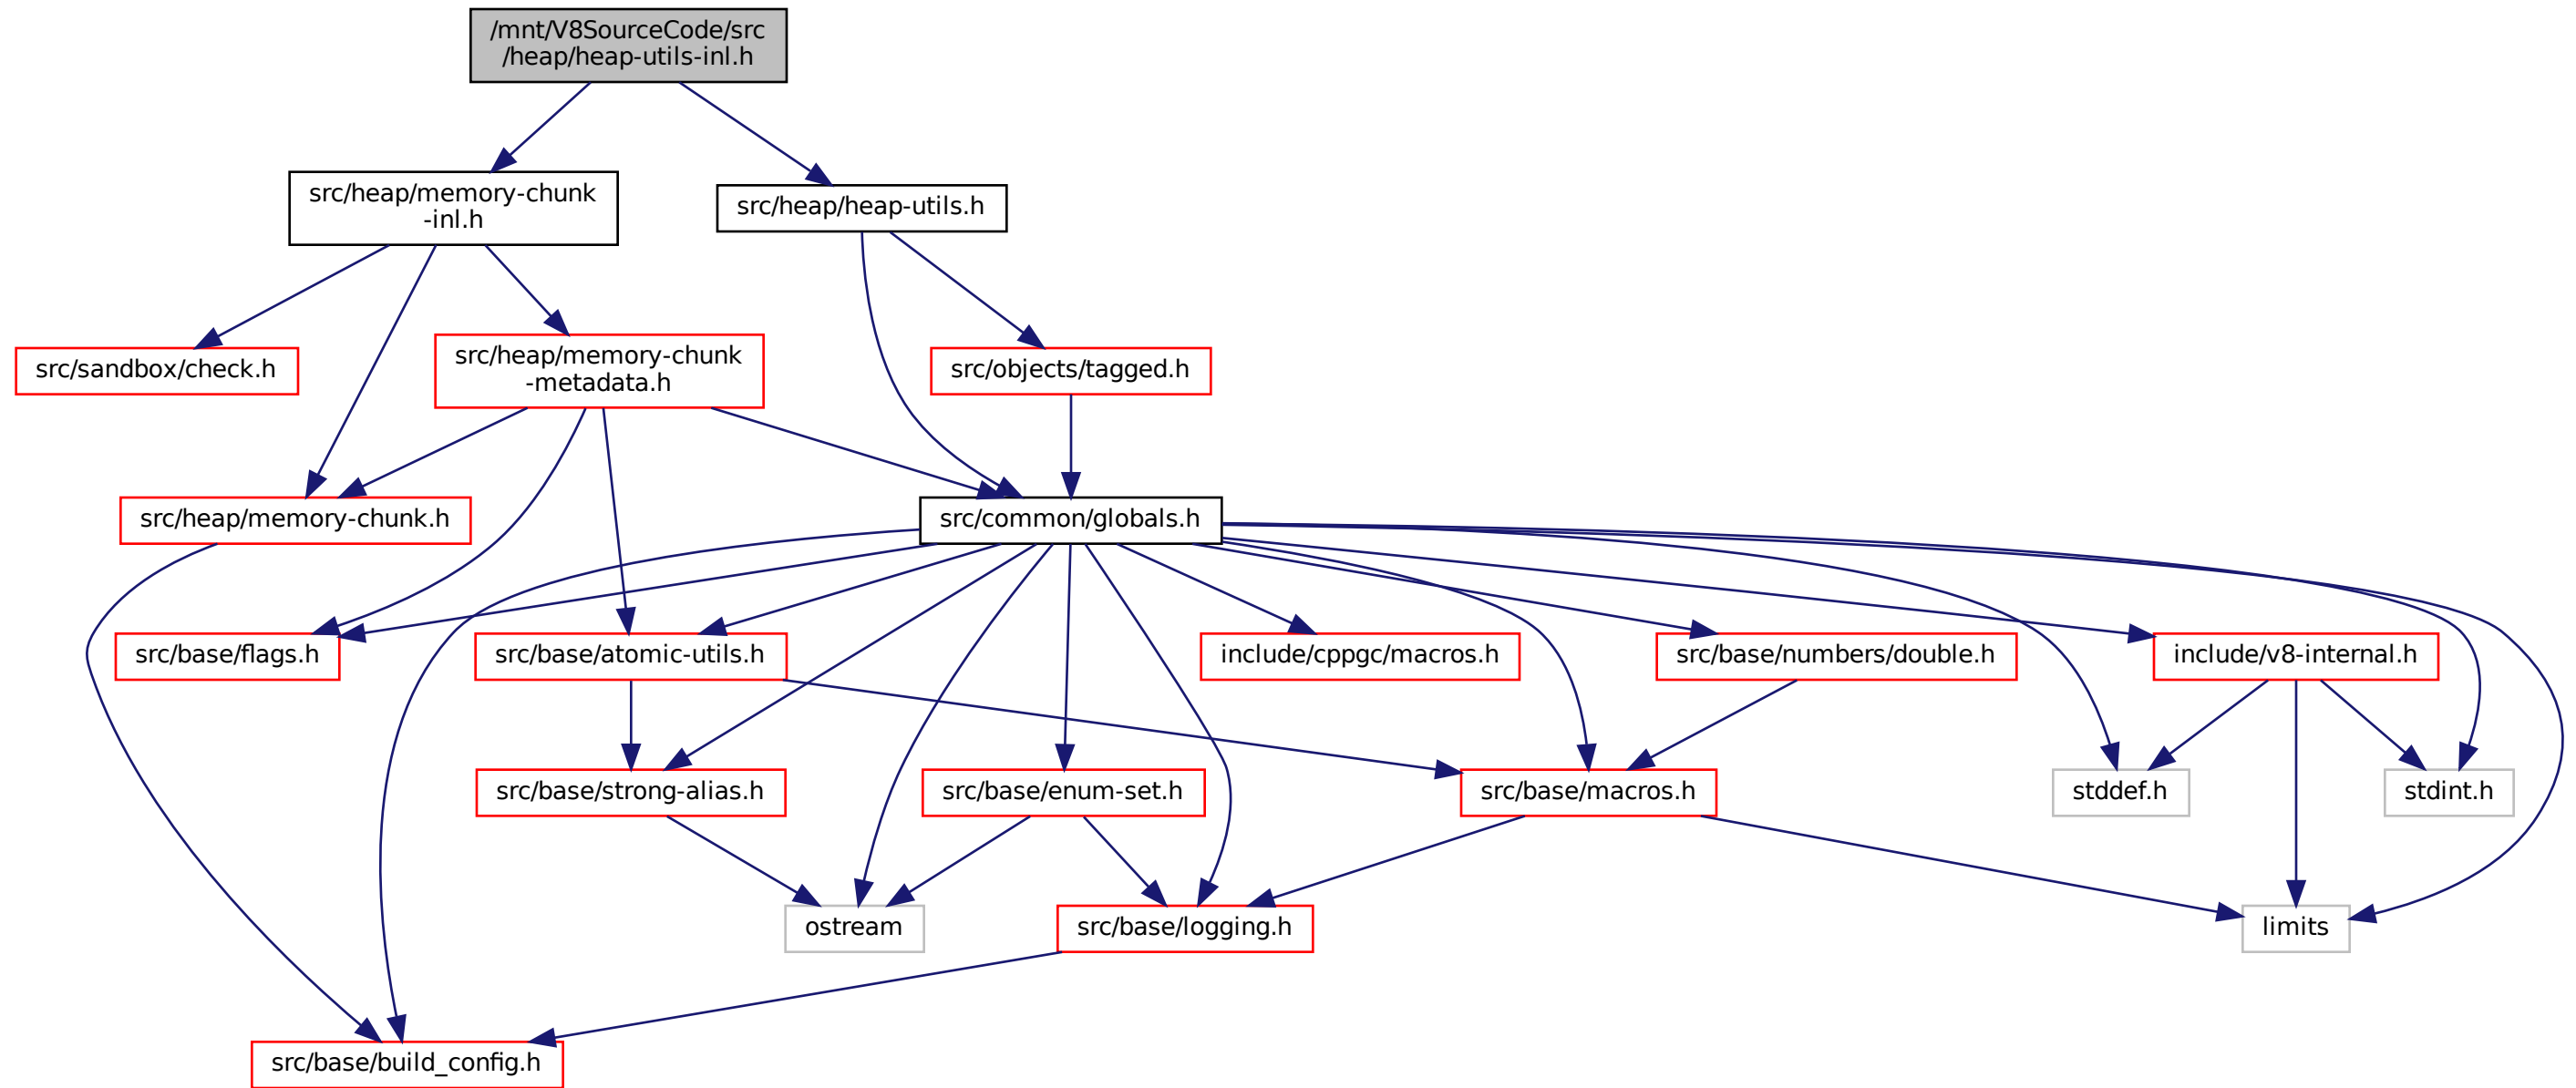 /mnt/V8SourceCode/src
/heap/heap-utils-inl.h
src/heap/memory-chunk
-inl.h
src/heap/heap-utils.h
src/sandbox/check.h
src/heap/memory-chunk
-metadata.h
src/objects/tagged.h
src/heap/memory-chunk.h
src/common/globals.h
src/base/flags.h
src/base/atomic-utils.h
include/cppgc/macros.h
src/base/numbers/double.h
include/v8-internal.h
src/base/strong-alias.h
src/base/enum-set.h
src/base/macros.h
stddef.h
stdint.h
ostream
src/base/logging.h
limits
src/base/build_config.h